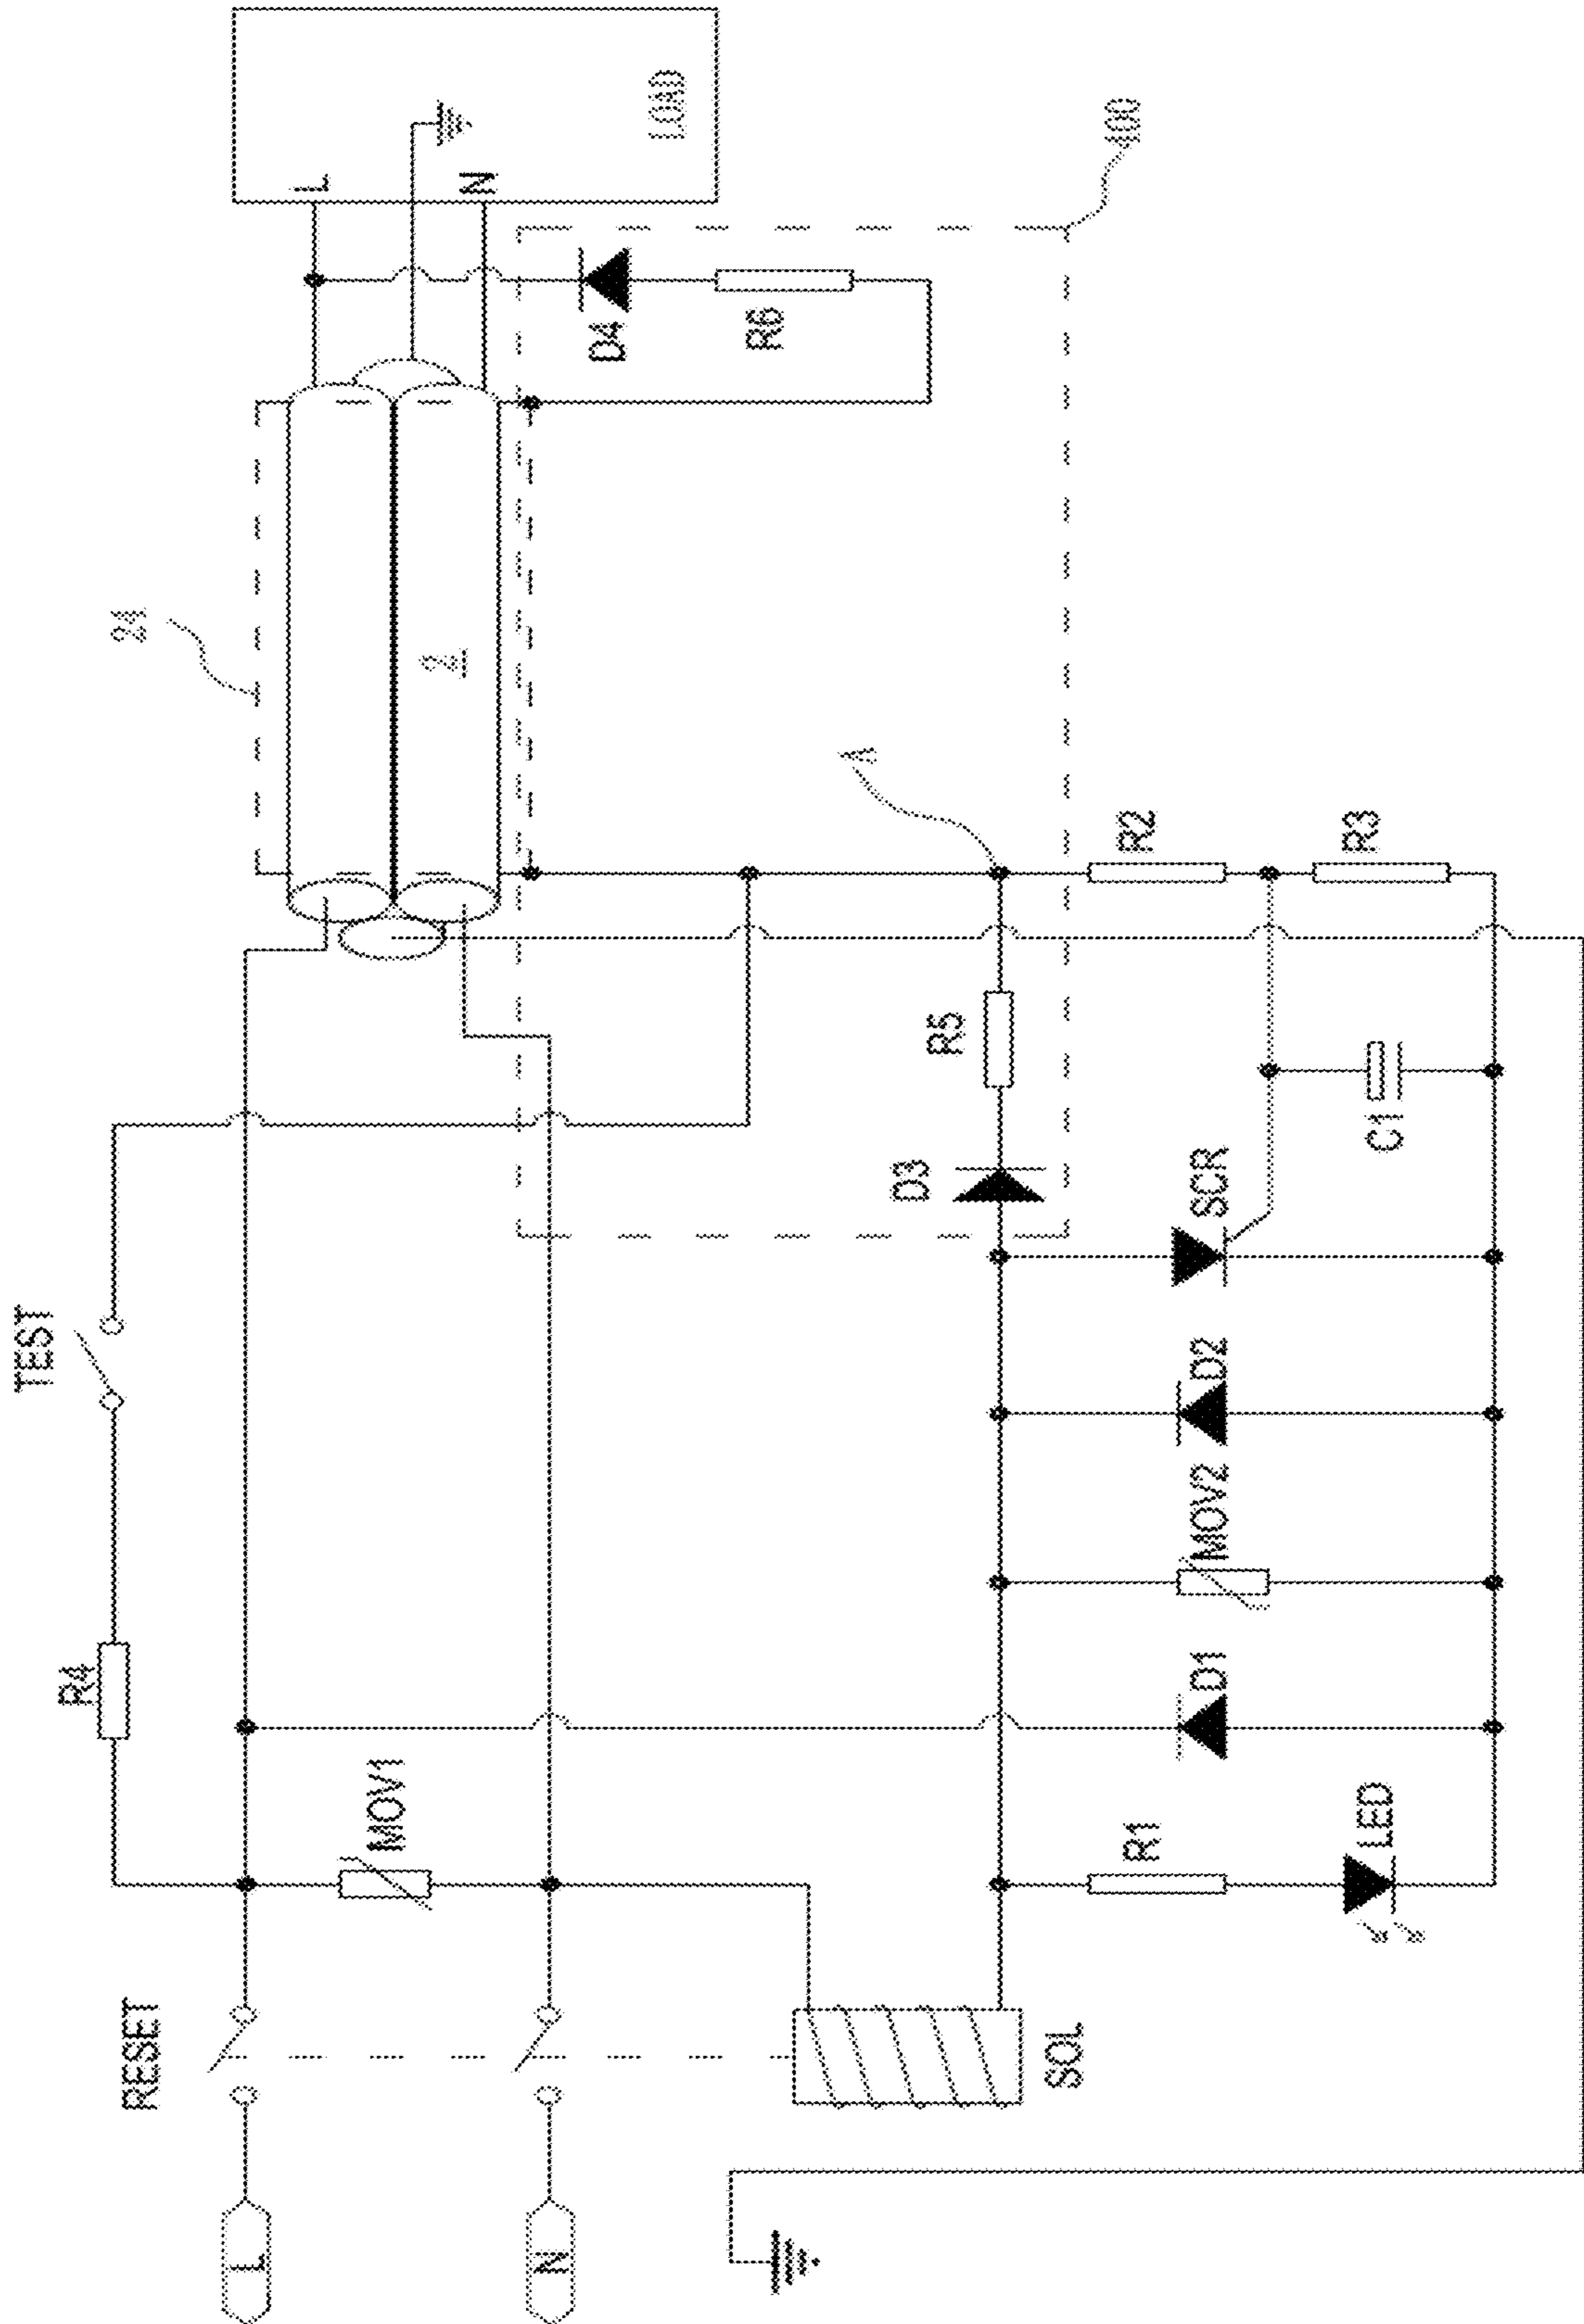 TEST
RESET
R4
MOV1
L
N
24
2
L
N
LOAD
D4
R6
400
A
R5
D3
R2
R3
SCR
C1
D2
MOV2
D1
R1
LED
SOL